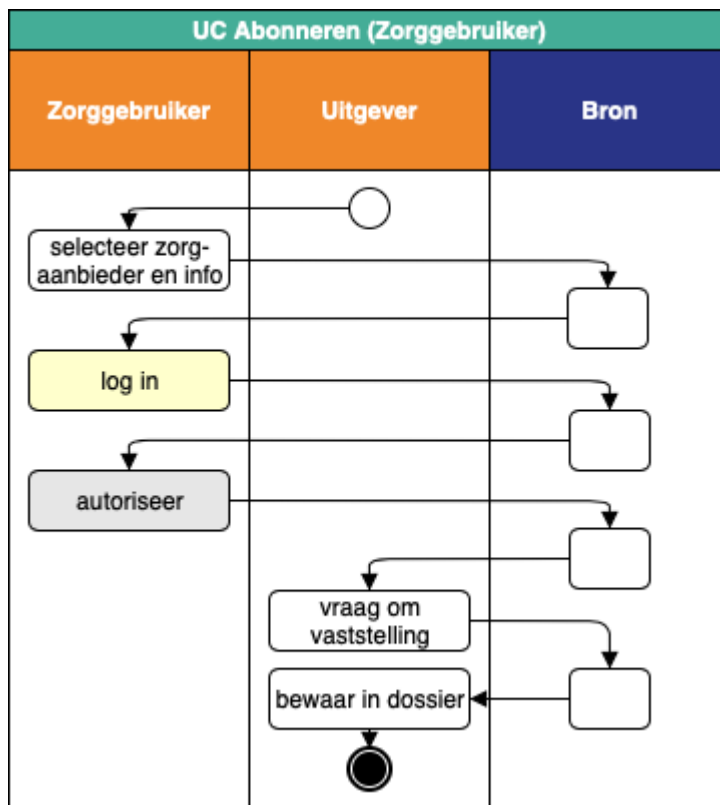 UC Abonneren (Zorggebruiker)
Zorggebruiker
Uitgever
Bron
selecteer zorg-
aanbieder en info
log in
autoriseer
vraag om
vaststelling
bewaar in dossier